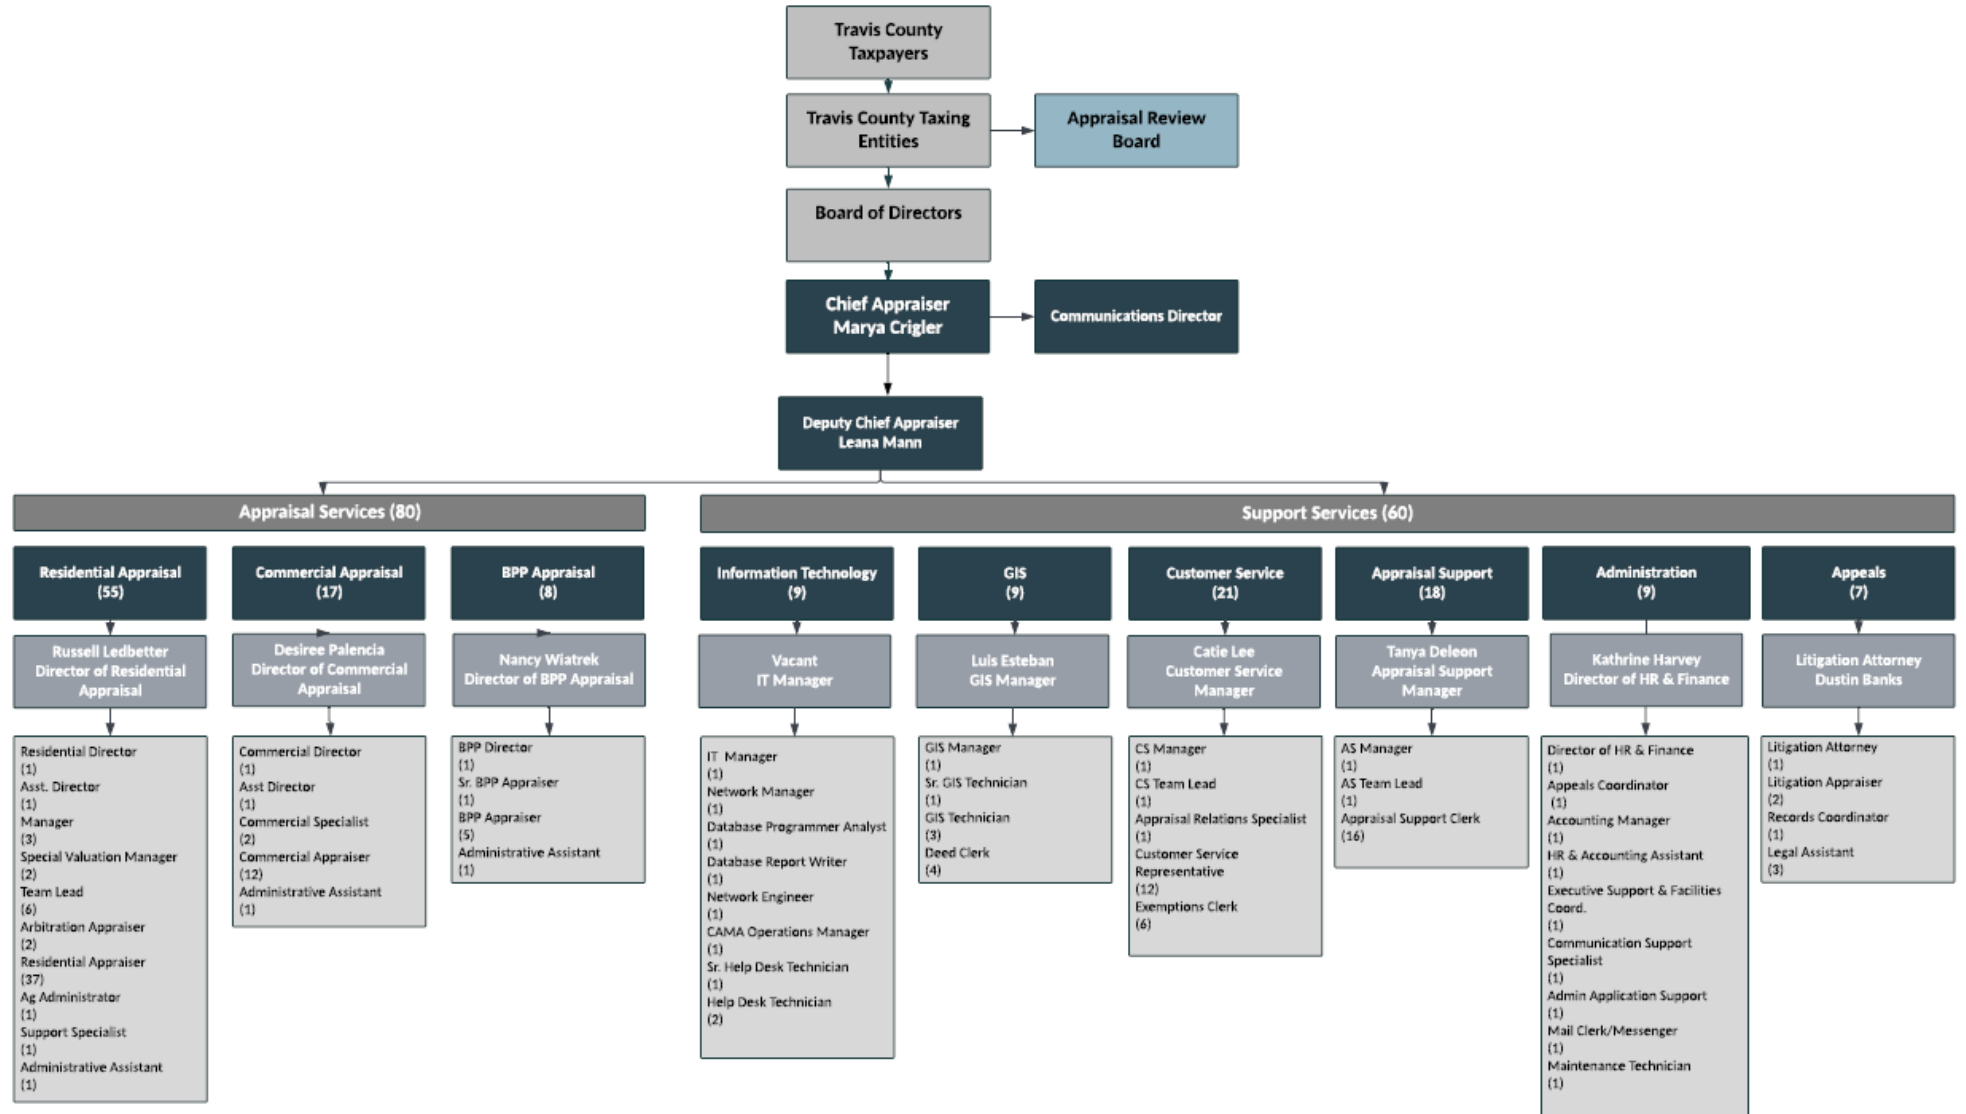 Travis County
Taxpayers
Travis County Taxing
Entities
Appraisal Review
Board
Board of Directors
Chief Appraiser
Marya Crigler
Communications Director
Deputy Chief Appraiser
Leana Mann
Appraisal Services (80)
Support Services (60)
Residential Appraisal
(55)
Russell Ledbetter
Director of Residential
Appraisal
Residential Director
(1)
Asst. Director
(1)
Manager
(3)
Special Valuation Manager
(2)
Team Lead
(6)
Arbitration Appraiser
(2)
Residential Appraiser
(37)
Ag Administrator
(1)
Support Specialist
(1)
Administrative Assistant
(1)
Commercial Appraisal
(17)
Desiree Palencia
Director of Commercial
Appraisal
Commercial Director
(1)
Asst Director
(1)
Commercial Specialist
(2)
Commercial Appraiser
(12)
Administrative Assistant
(1)
BPP Appraisal
(8)
Nancy Wiatrek
Director of BPP Appraisal
BPP Director
(1)
Sr. BPP Appraiser
(1)
BPP Appraiser
(5)
Administrative Assistant
(1)
Information Technology
(9)
Vacant
IT Manager
IT Manager
(1)
Network Manager
(1)
Database Programmer Analyst
(1)
Database Report Writer
(1)
Network Engineer
(1)
CAMA Operations Manager
(1)
Sr. Help Desk Technician
(1)
Help Desk Technician
(2)
GIS
(9)
Luis Esteban
GIS Manager
GIS Manager
(1)
Sr. GIS Technician
(1)
GIS Technician
(3)
Deed Clerk
(4)
Customer Service
(21)
Catie Lee
Customer Service
Manager
CS Manager
(1)
CS Team Lead
(1)
Appraisal Relations Specialist
(1)
Customer Service
Representative
(12)
Exemptions Clerk
(6)
Appraisal Support
(18)
Tanya Deleon
Appraisal Support
Manager
AS Manager
(1)
AS Team Lead
(1)
Appraisal Support Clerk
(16)
Administration
(9)
Kathrine Harvey
Director of HR & Finance
Director of HR & Finance
(1)
Appeals Coordinator
(1)
Accounting Manager
(1)
HR & Accounting Assistant
(1)
Executive Support & Facilities
Coord.
(1)
Communication Support
Specialist
(1)
Admin Application Support
(1)
Mail Clerk/Messenger
(1)
Maintenance Technician
(1)
Appeals
(7)
Litigation Attorney
Dustin Banks
Litigation Attorney
(1)
Litigation Appraiser
(2)
Records Coordinator
(1)
Legal Assistant
(3)